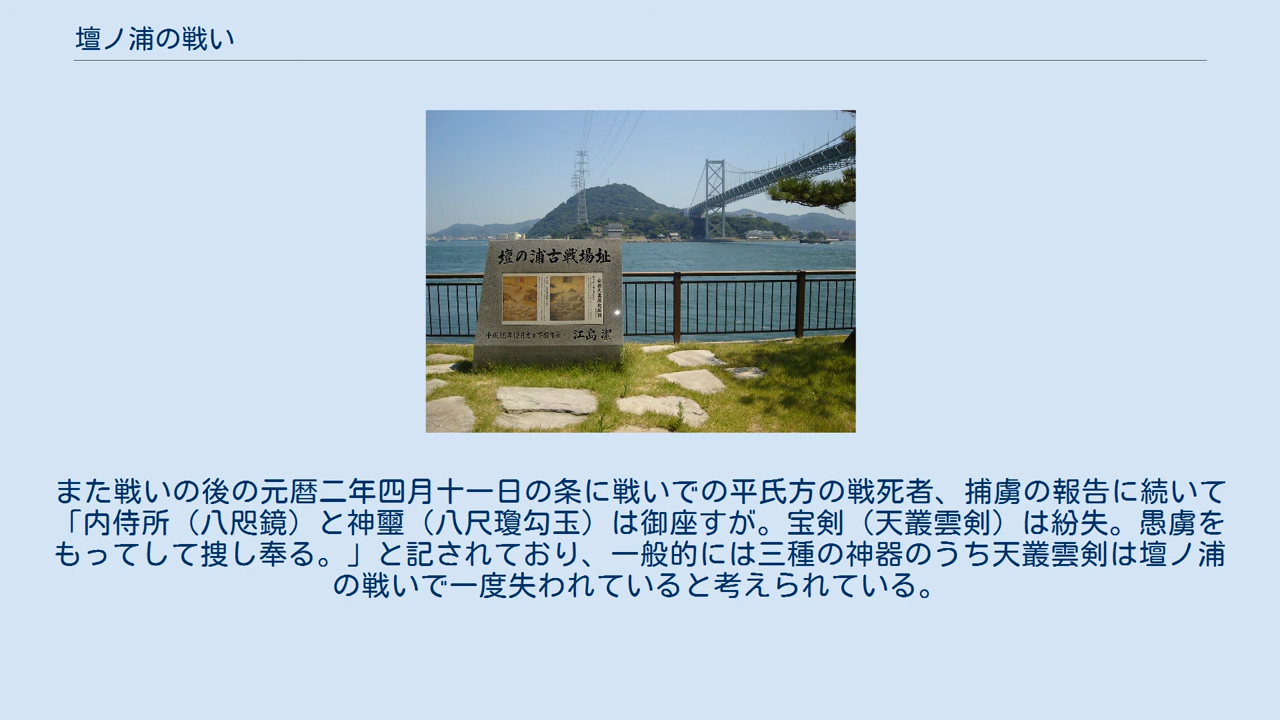 壇ノ浦の戦い
壇の浦古戦場址
江島 潔
また戦いの後の元暦二年四月十一日の条に戦いでの平氏方の戦死者、捕虜の報告に続いて
「内侍所（八咫鏡）と神璽（八尺瓊勾玉）は御座すが。宝剣（天叢雲剣）は紛失。愚虜を
もってして捜し奉る。」と記されており、一般的には三種の神器のうち天叢雲剣は壇ノ浦
の戦いで一度失われていると考えられている。